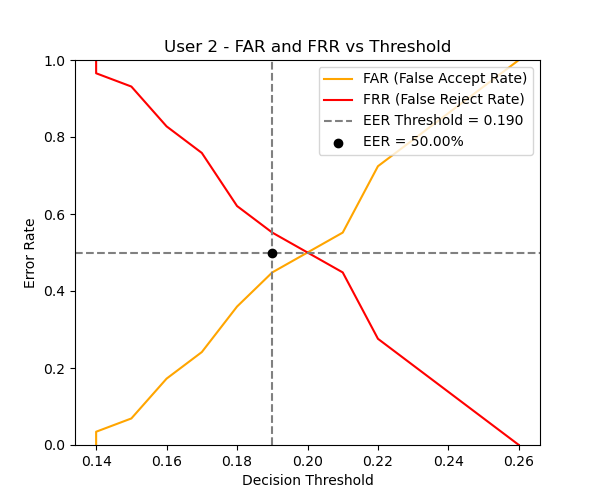 User 2 - FAR and FRR vs Threshold
1.0
0.8
0.6
0.4
0.2
0.0
Error Rate
FAR (False Accept Rate)
FRR (False Reject Rate)
EER Threshold = 0.190
EER = 50.00%
0.14 0.16 0.18 0.20 0.22 0.24 0.26
Decision Threshold